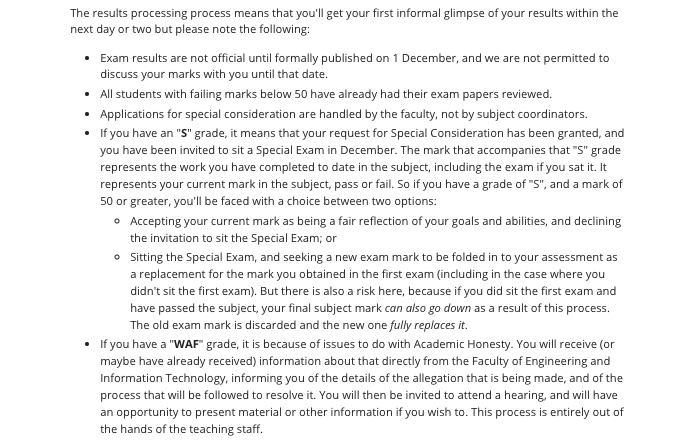 The results processing process means that you'll get your first informal glimpse of your results within the
next day or two but please note the following:
• Exam results are not official until formally published on 1 December, and we are not permitted to
discuss your marks with you until that date.
• All students with failing marks below 50 have already had their exam papers reviewed.
• Applications for special consideration are handled by the faculty, not by subject coordinators.
• If you have an "S" grade, it means that your request for Special Consideration has been granted, and
you have been invited to sit a Special Exam in December. The mark that accompanies that "S" grade
represents the work you have completed to date in the subject, including the exam if you sat it. It
represents your current mark in the subject, pass or fail. So if you have a grade of "S", and a mark of
50 or greater, you'll be faced with a choice between two options:
◦ Accepting your current mark as being a fair reflection of your goals and abilities, and declining
the invitation to sit the Special Exam; or
◦ Sitting the Special Exam, and seeking a new exam mark to be folded in to your assessment as
a replacement for the mark you obtained in the first exam (including in the case where you
didn't sit the first exam). But there is also a risk here, because if you did sit the first exam and
have passed the subject, your final subject mark can also go down as a result of this process.
The old exam mark is discarded and the new one fully replaces it.
• If you have a "WAF" grade, it is because of issues to do with Academic Honesty. You will receive (or
maybe have already received) information about that directly from the Faculty of Engineering and
Information Technology, informing you of the details of the allegation that is being made, and of
the process that will be followed to resolve it. You will then be invited to attend a hearing, and will have
an opportunity to present material or other information if you wish to. This process is entirely out of
the hands of the teaching staff.